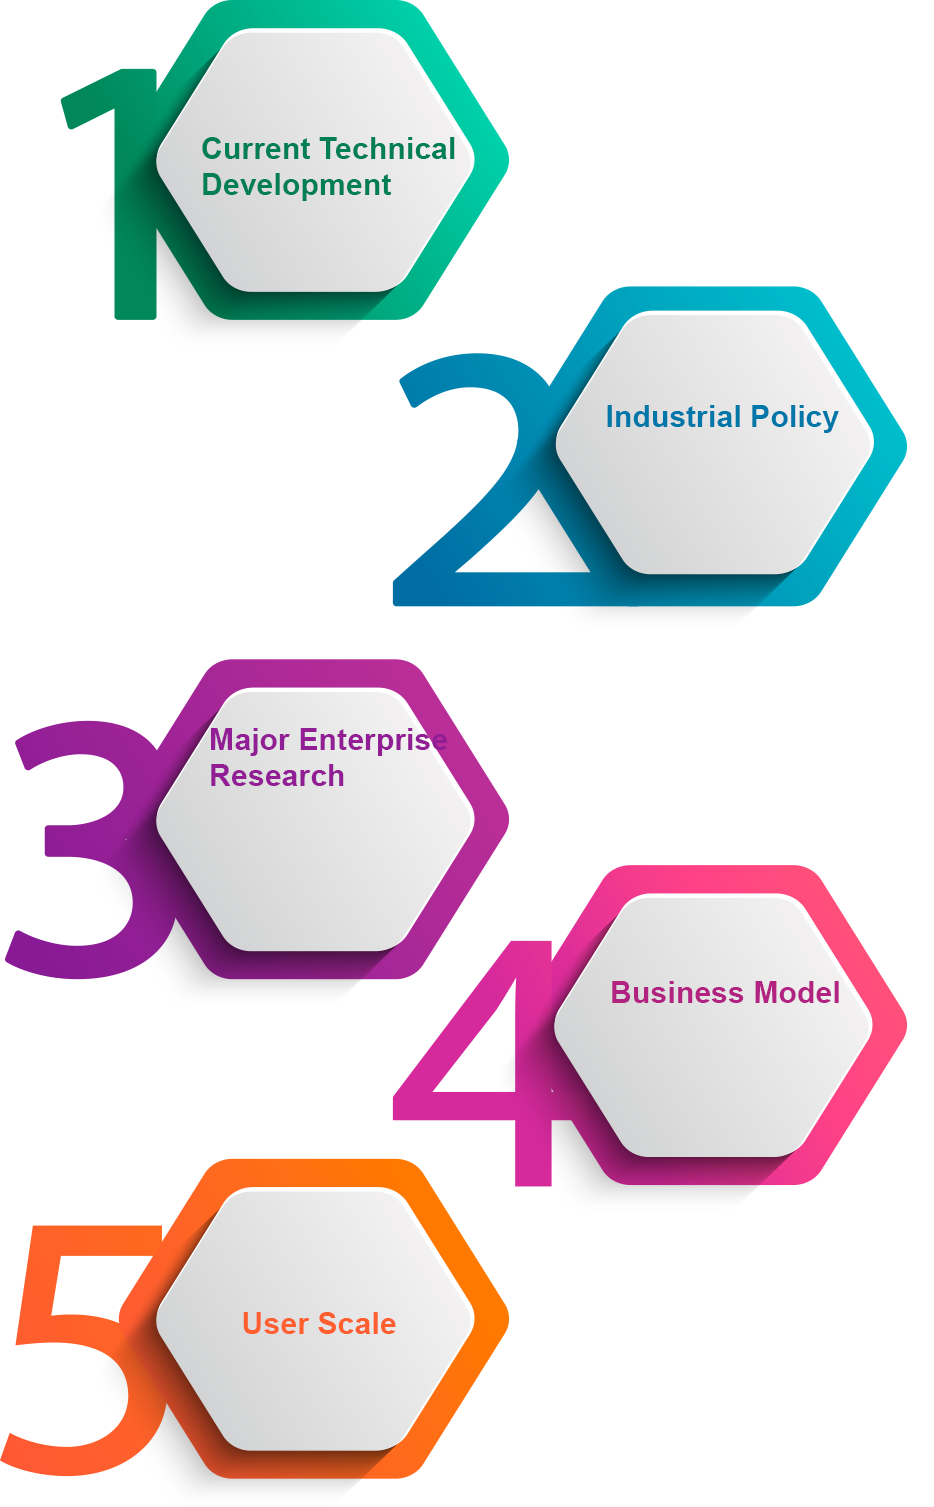 1
Current Technical
Development
2
Industrial Policy
3
Major Enterprise
Research
4
Business Model
5
User Scale